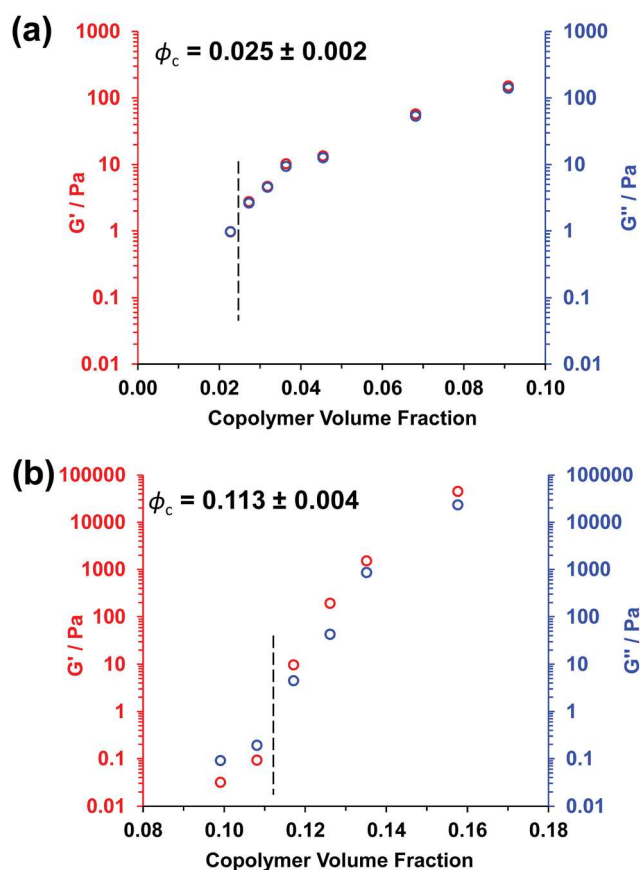 (a)
ϕc = 0.025 ± 0.002
1000
100
10
1
0.1
0.01
G' / Pa
1000
100
10
1
0.1
0.01
G" / Pa
0.00 0.02 0.04 0.06 0.08 0.10
Copolymer Volume Fraction
(b)
ϕc = 0.113 ± 0.004
100000
10000
1000
100
10
1
0.1
0.01
G' / Pa
100000
10000
1000
100
10
1
0.1
0.01
G" / Pa
0.08 0.10 0.12 0.14 0.16 0.18
Copolymer Volume Fraction